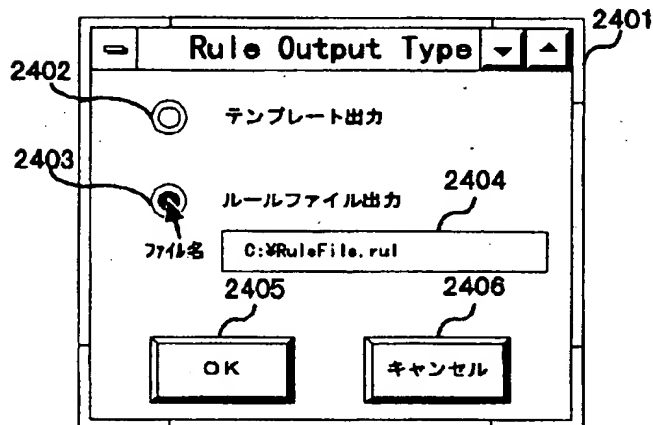 2401
Rule Output Type
2402
テンプレート出力
2403
ルールファイル出力
2404
ファイル名
C:¥RuleFile.rul
2405
2406
OK
キャンセル